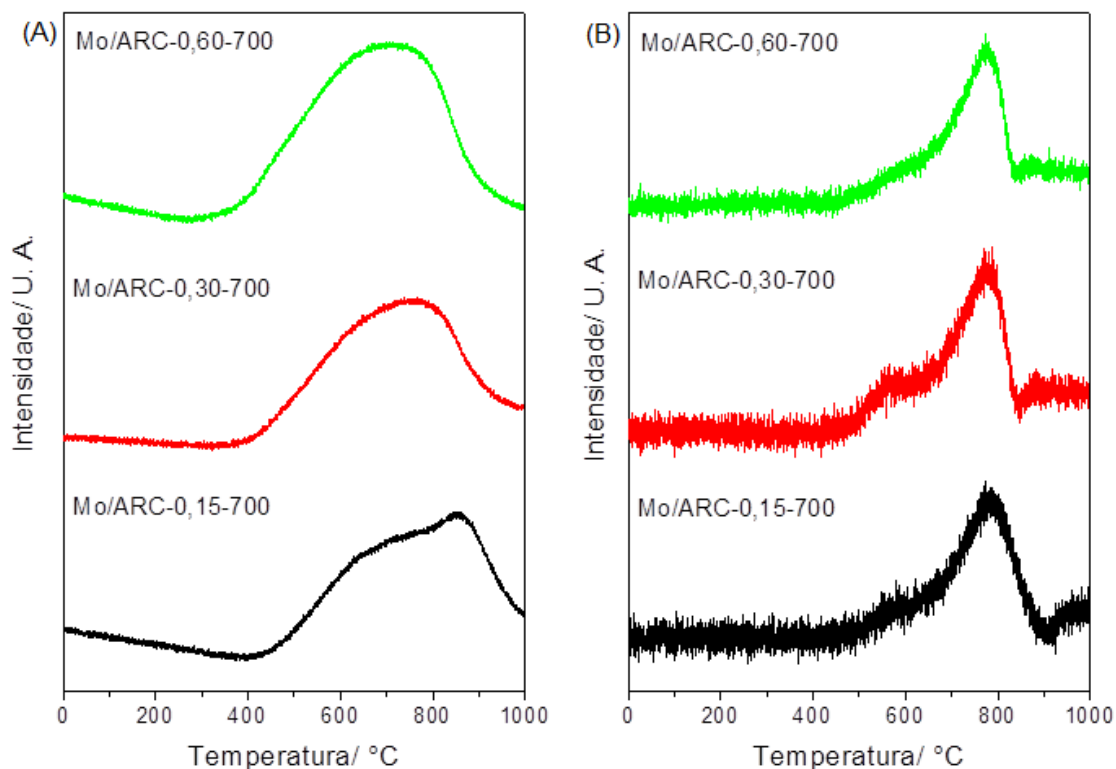 (A)
Mo/ARC-0,60-700
Mo/ARC-0,30-700
Mo/ARC-0,15-700
Intensidade/ U. A.
0 200 400 600 800 1000
Temperatura/ °C
(B)
Mo/ARC-0,60-700
Mo/ARC-0,30-700
Mo/ARC-0,15-700
Intensidade/ U. A.
0 200 400 600 800 1000
Temperatura/ °C